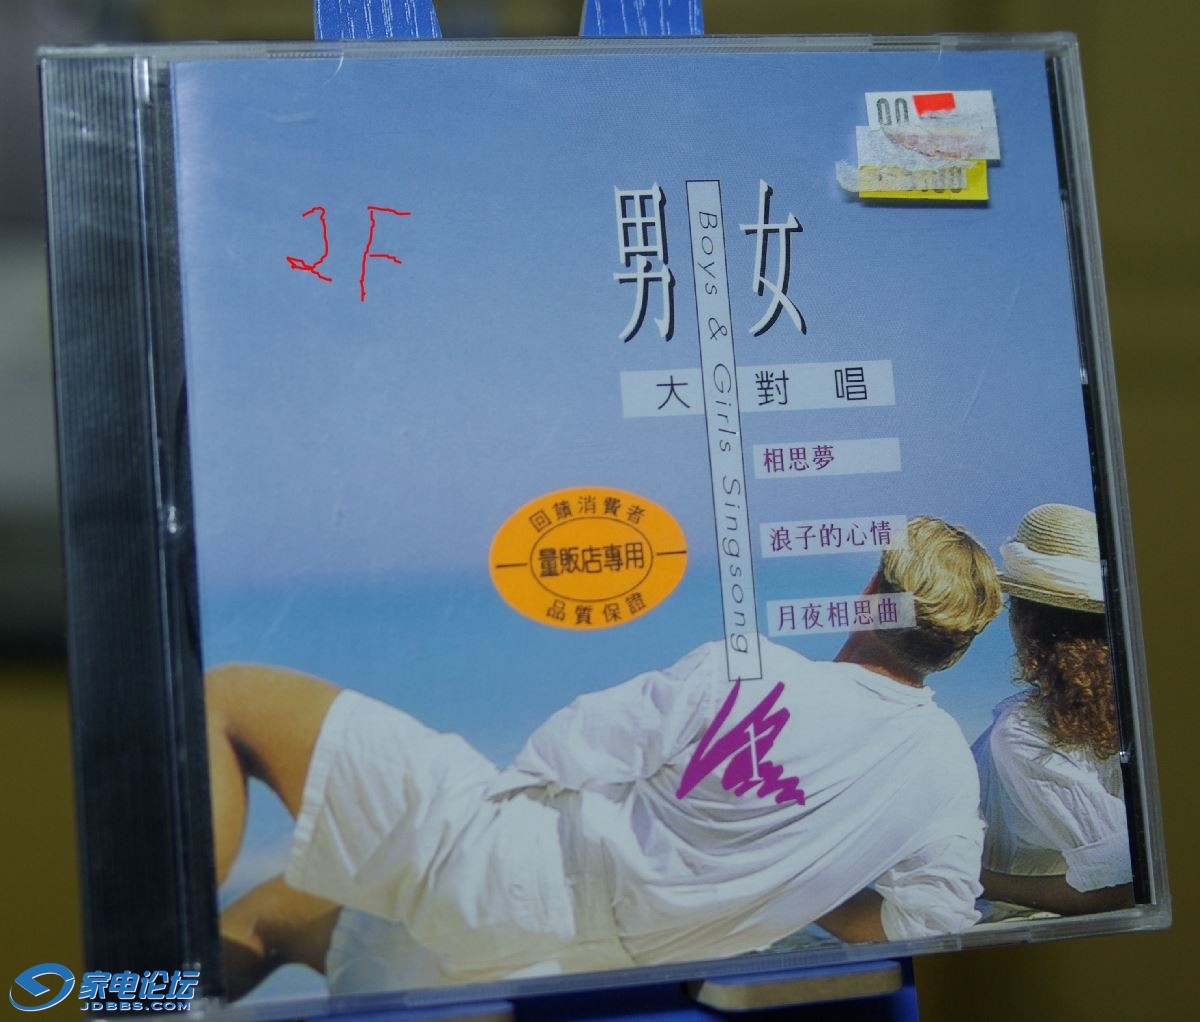 2F
男女
Boys & Girls Singsong
大對唱
相思夢
浪子的心情
月夜相思曲
回饋消費者
量販店專用
品質保證
家电论坛
JDBBS.COM